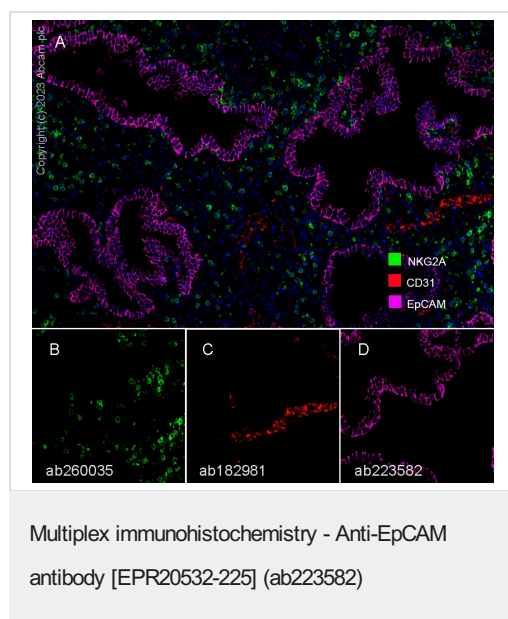 A
Copyright (c) 2023 Abcam plc
NKG2A
CD31
EpCAM
B
C
D
ab260035
ab182981
ab223582
Multiplex immunohistochemistry - Anti-EpCAM
antibody [EPR20532-225] (ab223582)